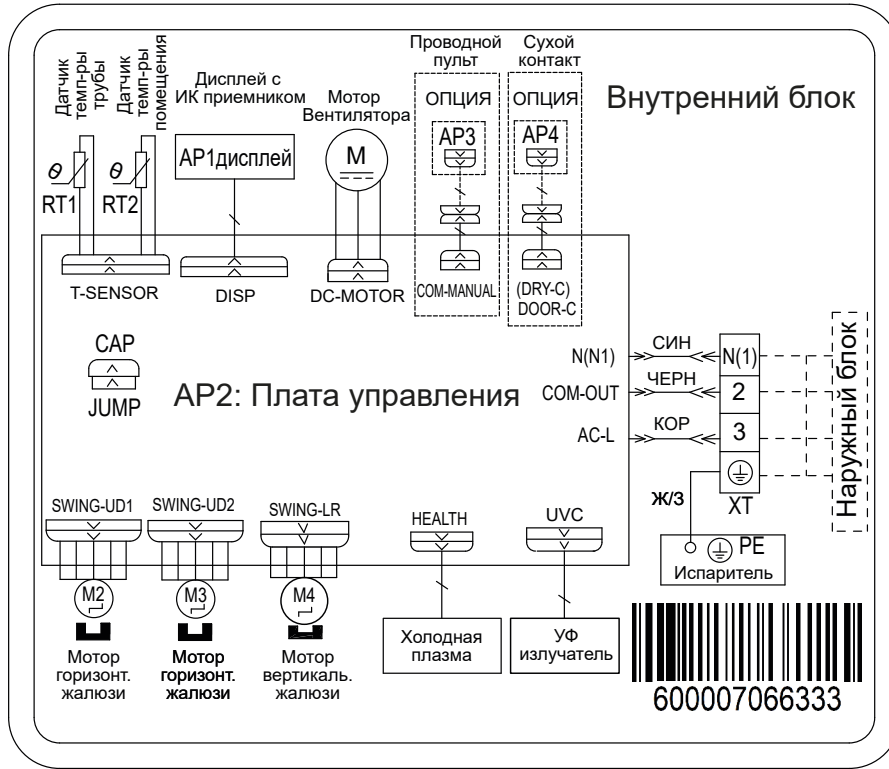 Датчик
темп-ры
трубы
Датчик
темп-ры
помещения
Дисплей с
ИК приемником
Мотор
Вентилятора
Проводной
пульт
Сухой
контакт
Внутренний блок
ОПЦИЯ
ОПЦИЯ
AP1дисплей
M
AP3
AP4
θ
RT1
θ
RT2
T-SENSOR
DISP
DC-MOTOR
COM-MANUAL
(DRY-C)
DOOR-C
CAP
JUMP
AP2: Плата управления
N(N1)
СИН
N(1)
COM-OUT
ЧЕРН
2
AC-L
КОР
3
Ж/З
XT
Наружный блок
PE
Испаритель
SWING-UD1
SWING-UD2
SWING-LR
HEALTH
UVC
M2
M3
M4
Мотор
горизонт.
жалюзи
Мотор
горизонт.
жалюзи
Мотор
вертикаль.
жалюзи
Холодная
плазма
УФ
излучатель
600007066333